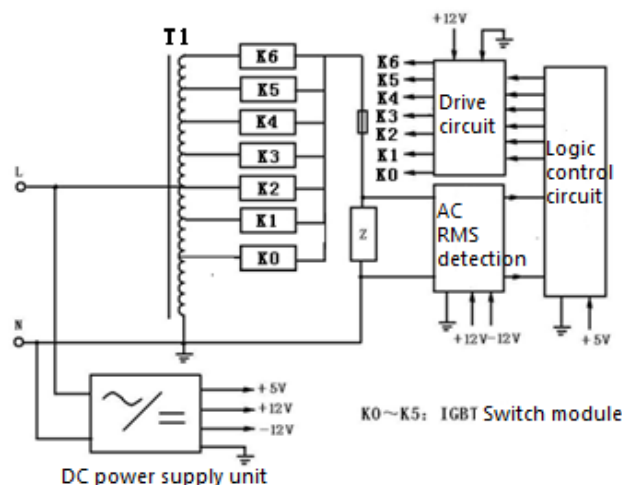 +12V
T1
K6
K5
K4
K3
K2
K1
K0
K6
K5
K4
K3
K2
K1
K0
Drive
circuit
Logic
control
circuit
L
Z
AC
RMS
detection
N
+12V-12V
+5V
+5V
+12V
-12V
K0~K5: IGBT Switch module
DC power supply unit